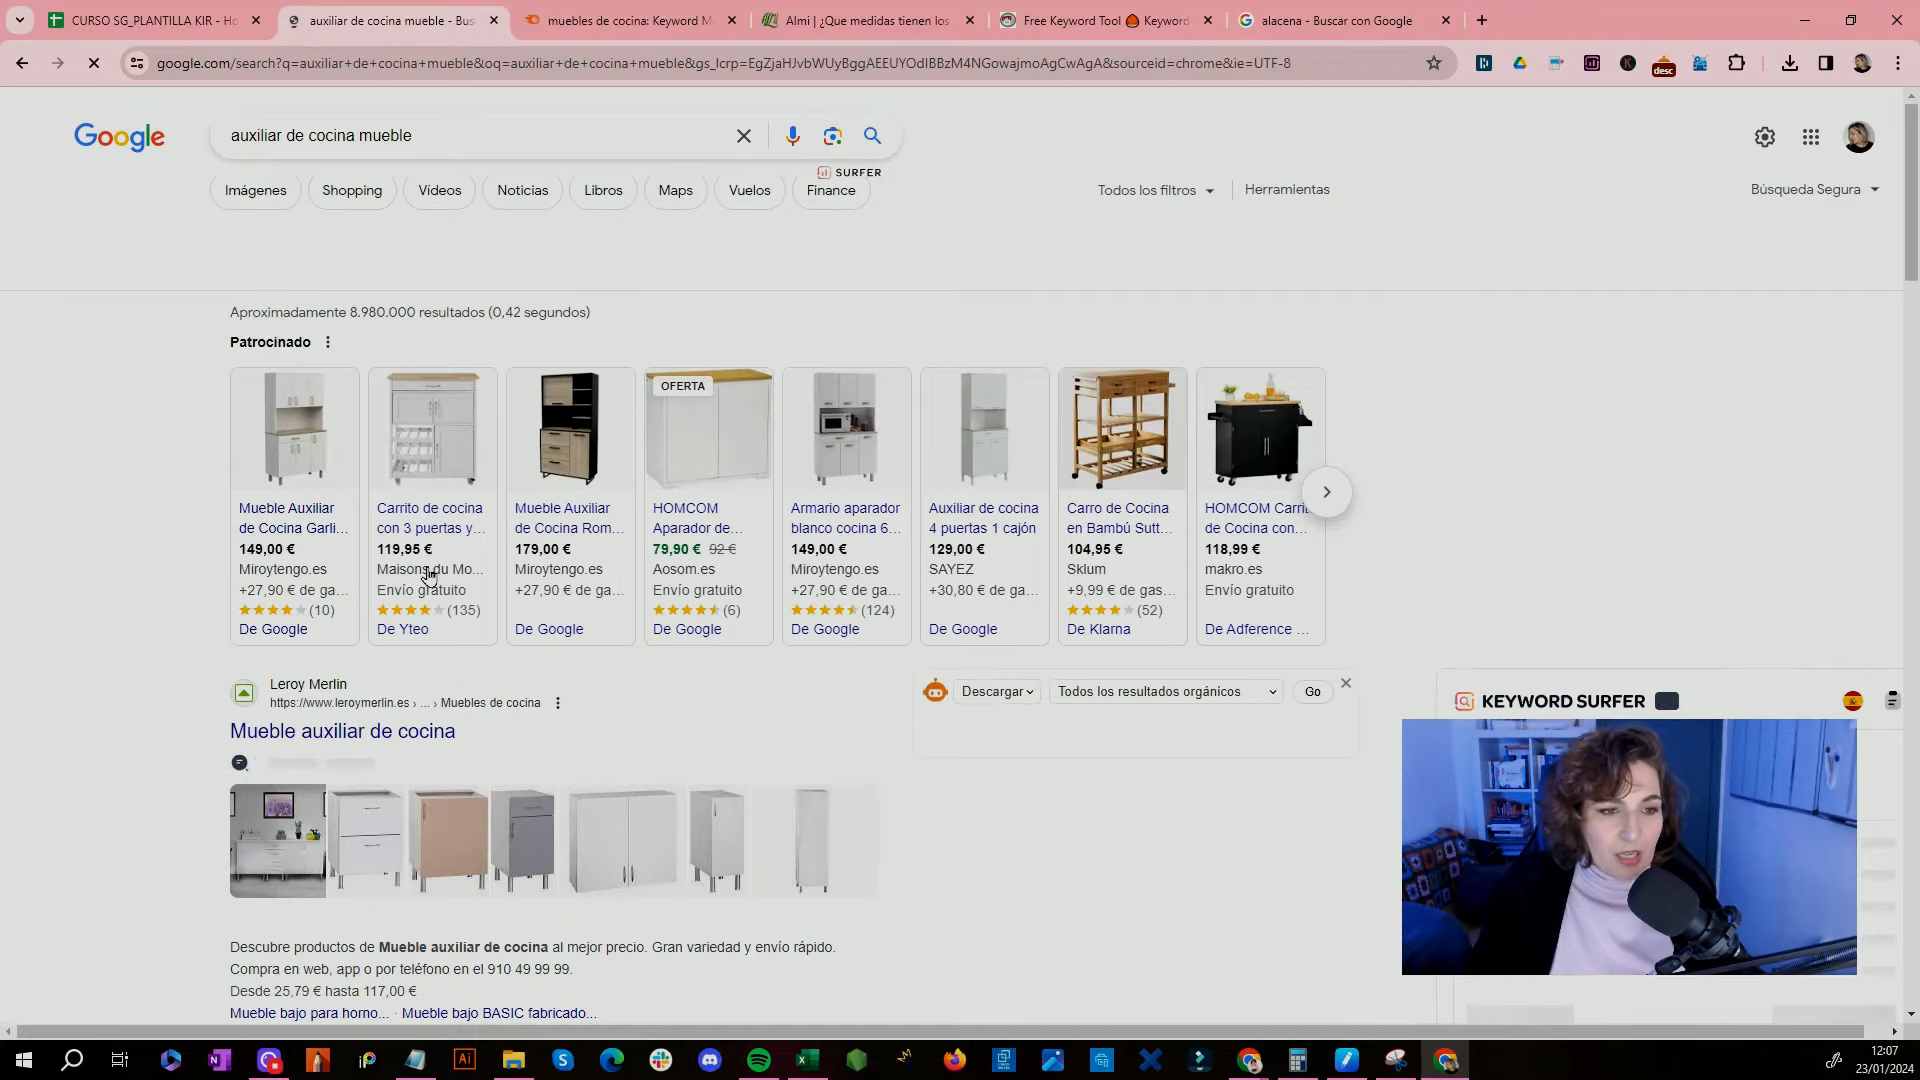 CURSO SG_PLANTILLA KIR - Ho
auxiliar de cocina mueble - Bus
muebles de cocina: Keyword M
Almi | ¿Que medidas tienen los
Free Keyword Tool
Keyword
alacena - Buscar con Google
google.com/search?q=auxiliar+de+cocina+mueble&oq=auxiliar+de+cocina+mueble&gs_lcrp=EgZjaHJvbWUyBggAEEUYOdIBBzM4NGowajmoAgCwAgA&sourceid=chrome&ie=UTF-8
desc
Google
auxiliar de cocina mueble
SURFER
Imágenes
Shopping
Vídeos
Noticias
Libros
Maps
Vuelos
Finance
Todos los filtros
Herramientas
Búsqueda Segura
Aproximadamente 8.980.000 resultados (0,42 segundos)
Patrocinado
Mueble Auxiliar
de Cocina Garli...
149,00 €
Miroytengo.es
+27,90 € de ga...
(10)
De Google
Carrito de cocina
con 3 puertas y...
119,95 €
Maisons du Mo...
Envío gratuito
(135)
De Yteo
Mueble Auxiliar
de Cocina Rom...
179,00 €
Miroytengo.es
+27,90 € de ga...
De Google
OFERTA
HOMCOM
Aparador de...
79,90 € 92 €
Aosom.es
Envío gratuito
(6)
De Google
Armario aparador
blanco cocina 6...
149,00 €
Miroytengo.es
+27,90 € de ga...
(124)
De Google
Auxiliar de cocina
4 puertas 1 cajón
129,00 €
SAYEZ
+30,80 € de ga...
De Google
Carro de Cocina
en Bambú Sutt...
104,95 €
Sklum
+9,99 € de gas...
(52)
De Klarna
HOMCOM Carrit
de Cocina con...
118,99 €
makro.es
Envío gratuito
De Adference ...
Leroy Merlin
https://www.leroymerlin.es › ... › Muebles de cocina
Mueble auxiliar de cocina
Descargar
Todos los resultados orgánicos
Go
KEYWORD SURFER
Descubre productos de Mueble auxiliar de cocina al mejor precio. Gran variedad y envío rápido.
Compra en web, app o por teléfono en el 910 49 99 99.
Desde 25,79 € hasta 117,00 €
Mueble bajo para horno... · Mueble bajo BASIC fabricado...
12:07
23/01/2024